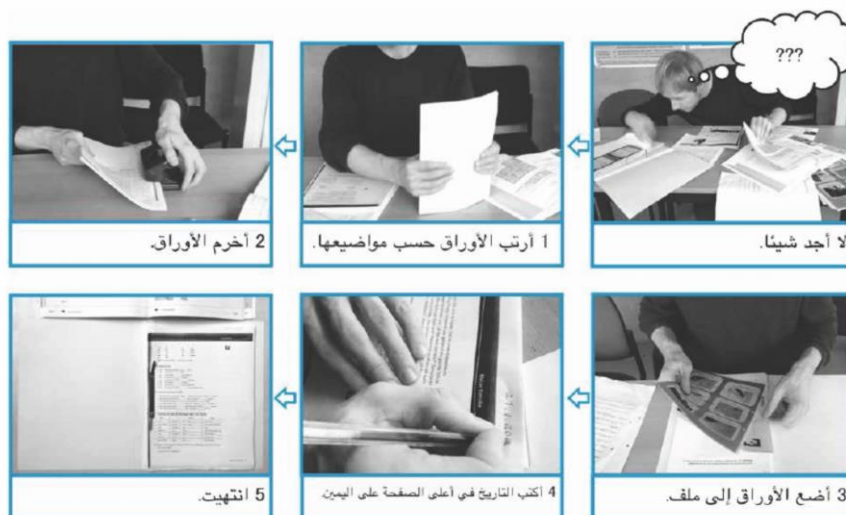 ???
لا أجد شيئا.
1 أرتب الأوراق حسب مواضيعها.
2 أخرم الأوراق.
3 أضع الأوراق إلى ملف.
4 أكتب التاريخ في أعلى الصفحة على اليمين.
5 انتهيت.